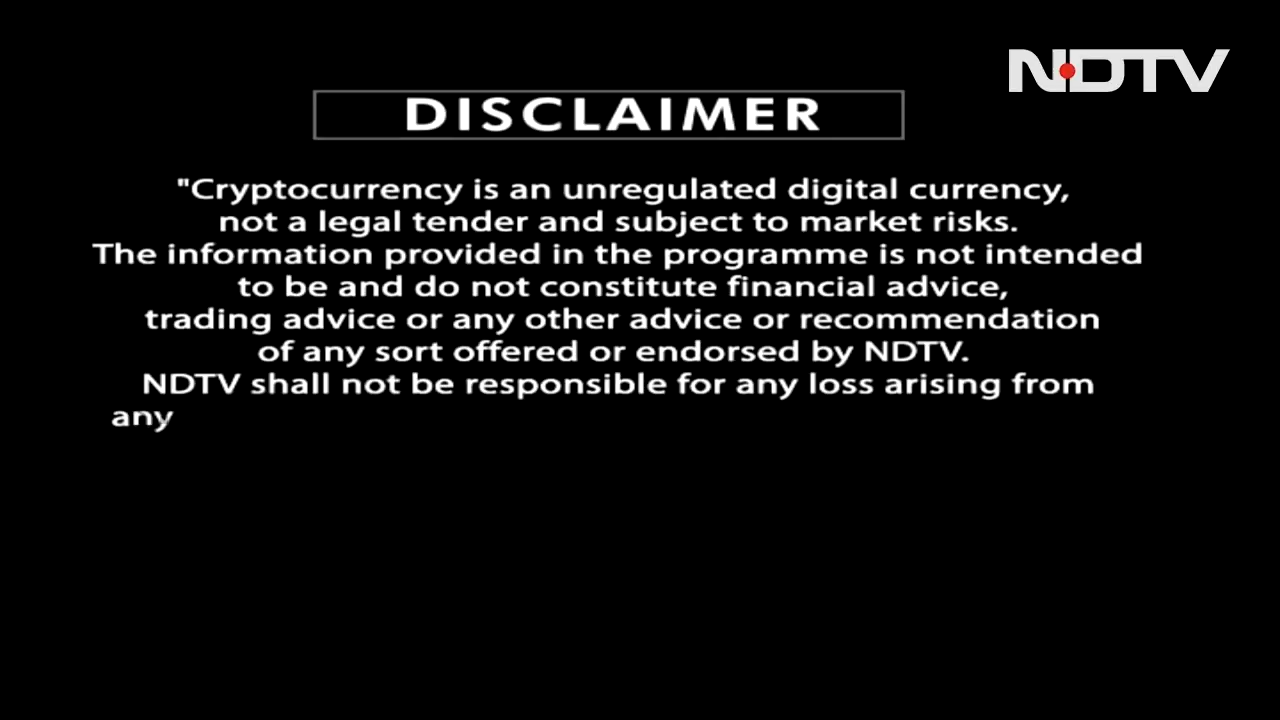 NDTV
DISCLAIMER
"Cryptocurrency is an unregulated digital currency,
not a legal tender and subject to market risks.
The information provided in the programme is not intended
to be and do not constitute financial advice,
trading advice or any other advice or recommendation
of any sort offered or endorsed by NDTV.
NDTV shall not be responsible for any loss arising from
any